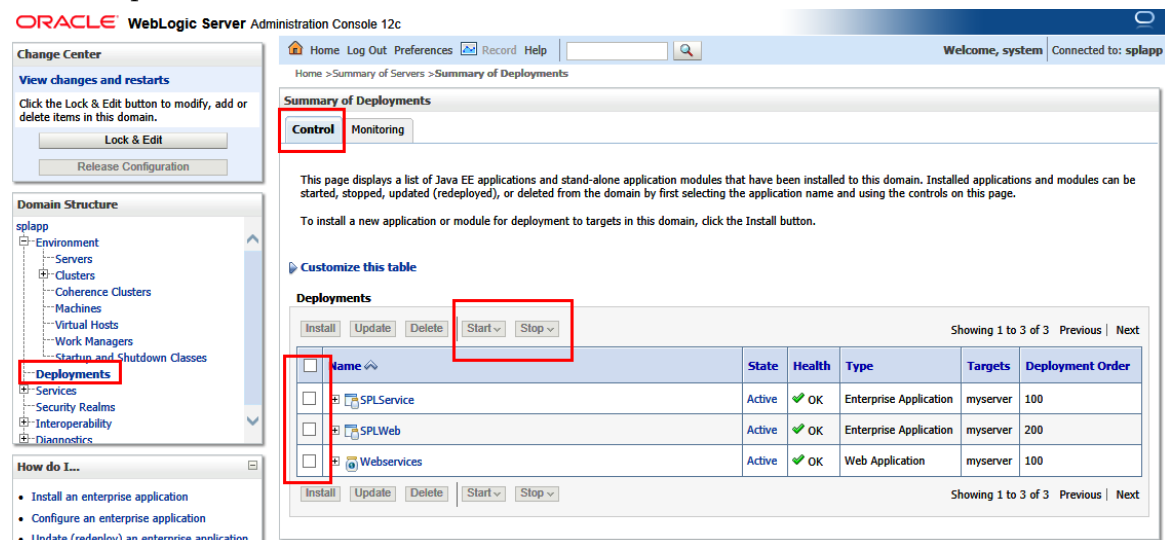 ORACLE WebLogic Server Administration Console 12c
Change Center
View changes and restarts
Click the Lock & Edit button to modify, add or
delete items in this domain.
Lock & Edit
Release Configuration
Domain Structure
splapp
Environment
Servers
Clusters
Coherence Clusters
Machines
Virtual Hosts
Work Managers
Startup and Shutdown Classes
Deployments
Services
Security Realms
Interoperability
Diagnostics
How do I...
Install an enterprise application
Configure an enterprise application
Update (redeploy) an enterprise application
Home Log Out Preferences Record Help
Welcome, system Connected to: splapp
Home >Summary of Servers >Summary of Deployments
Summary of Deployments
Control Monitoring
This page displays a list of Java EE applications and stand-alone application modules that have been installed to this domain. Installed applications and modules can be
started, stopped, updated (redeployed), or deleted from the domain by first selecting the application name and using the controls on this page.
To install a new application or module for deployment to targets in this domain, click the Install button.
Customize this table
Deployments
Install Update Delete Start Stop Showing 1 to 3 of 3 Previous | Next
Name State Health Type Targets Deployment Order
SPLService Active OK Enterprise Application myserver 100
SPLWeb Active OK Enterprise Application myserver 200
Webservices Active OK Web Application myserver 100
Install Update Delete Start Stop Showing 1 to 3 of 3 Previous | Next